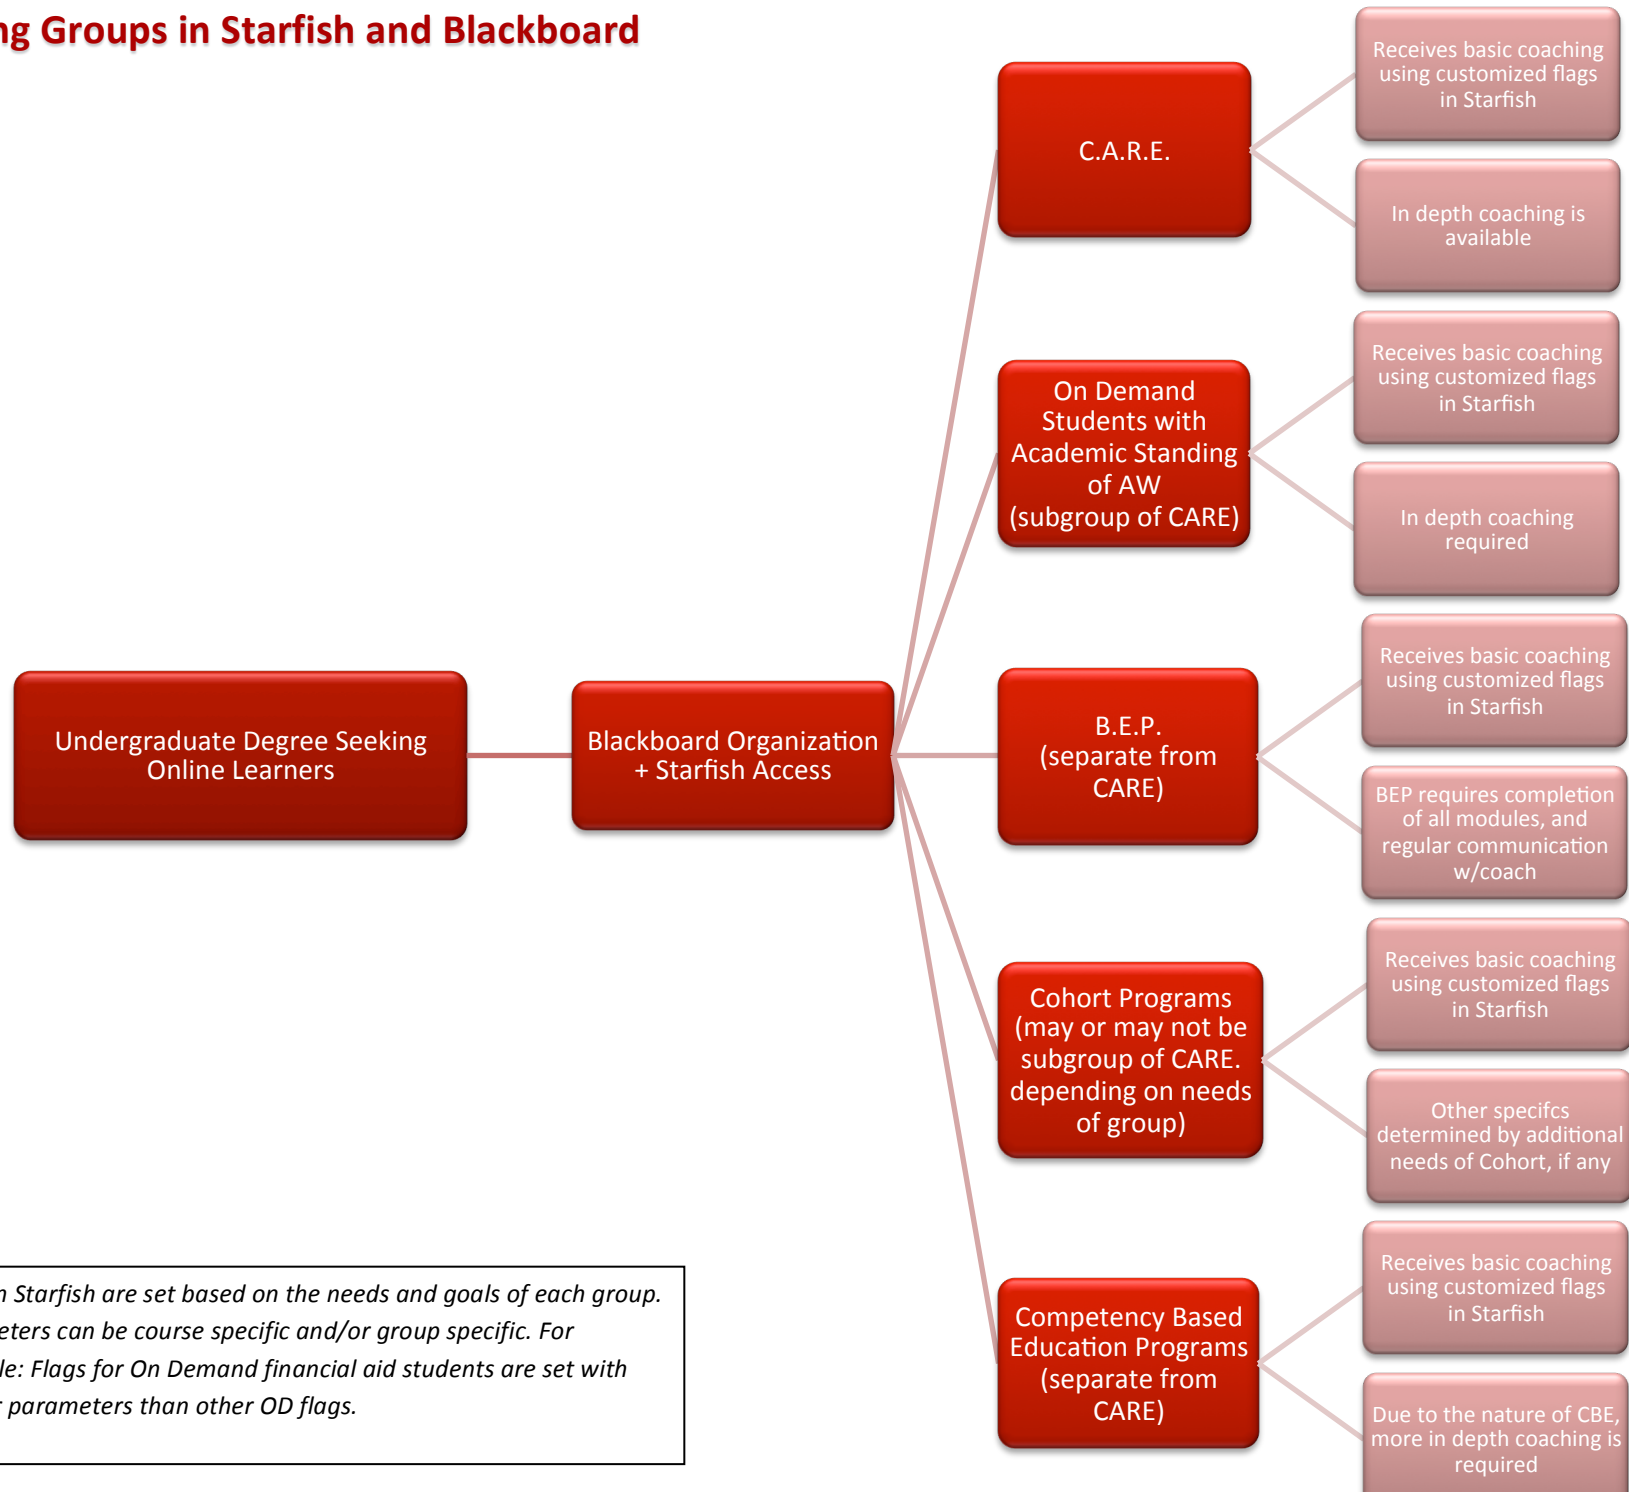 Groups in Starfish and Blackboard
Undergraduate Degree Seeking
Online Learners
Blackboard Organization
+ Starfish Access
C.A.R.E.
Receives basic coaching
using customized flags
in Starfish
In depth coaching is
available
On Demand
Students with
Academic Standing
of AW
(subgroup of CARE)
Receives basic coaching
using customized flags
in Starfish
In depth coaching
required
B.E.P.
(separate from
CARE)
Receives basic coaching
using customized flags
in Starfish
BEP requires completion
of all modules, and
regular communication
w/coach
Cohort Programs
(may or may not be
subgroup of CARE.
depending on needs
of group)
Receives basic coaching
using customized flags
in Starfish
Other specifcs
determined by additional
needs of Cohort, if any
Competency Based
Education Programs
(separate from
CARE)
Receives basic coaching
using customized flags
in Starfish
Due to the nature of CBE,
more in depth coaching is
required
Starfish are set based on the needs and goals of each group.
can be course specific and/or group specific. For
Flags for On Demand financial aid students are set with
parameters than other OD flags.